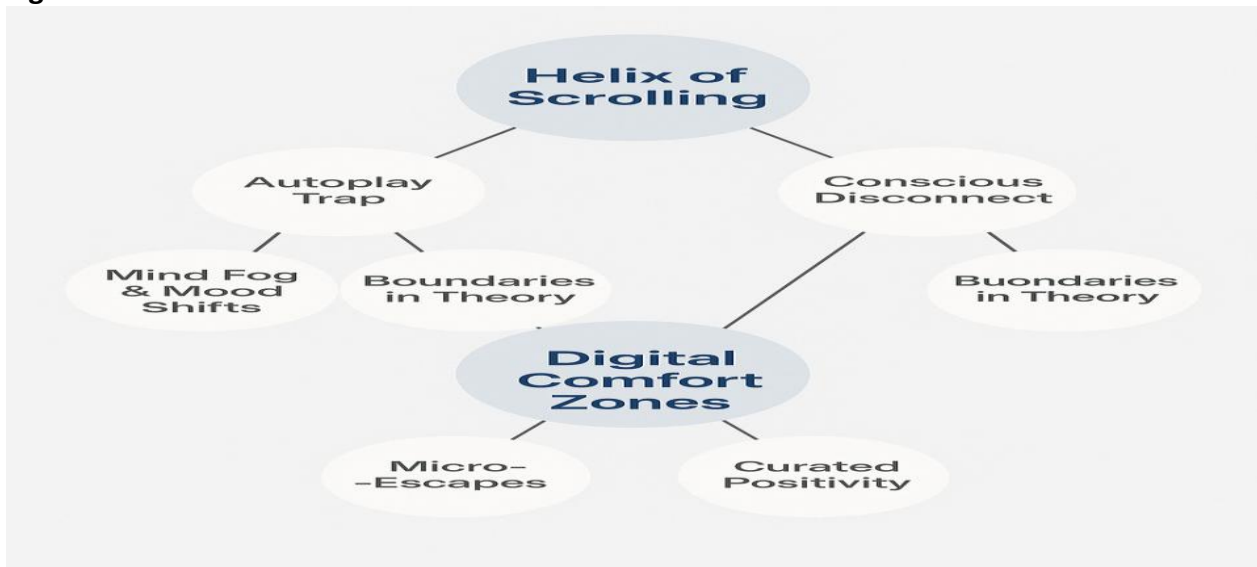 Helix of
Scrolling
Autoplay
Trap
Conscious
Disconnect
Mind Fog
& Mood
Shifts
Boundaries
in Theory
Buondaries
in Theory
Digital
Comfort
Zones
Micro-
-Escapes
Curated
Positivity